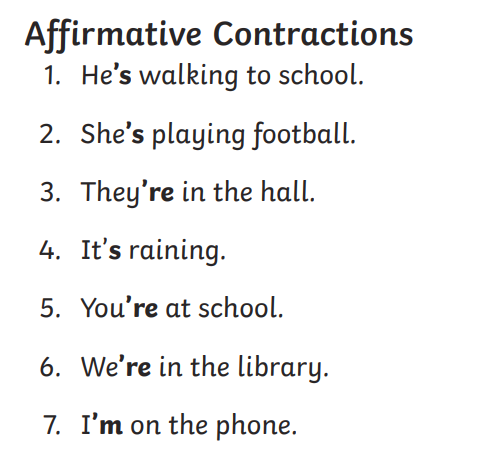 Affirmative Contractions
1. He’s walking to school.
2. She’s playing football.
3. They’re in the hall.
4. It’s raining.
5. You’re at school.
6. We’re in the library.
7. I’m on the phone.